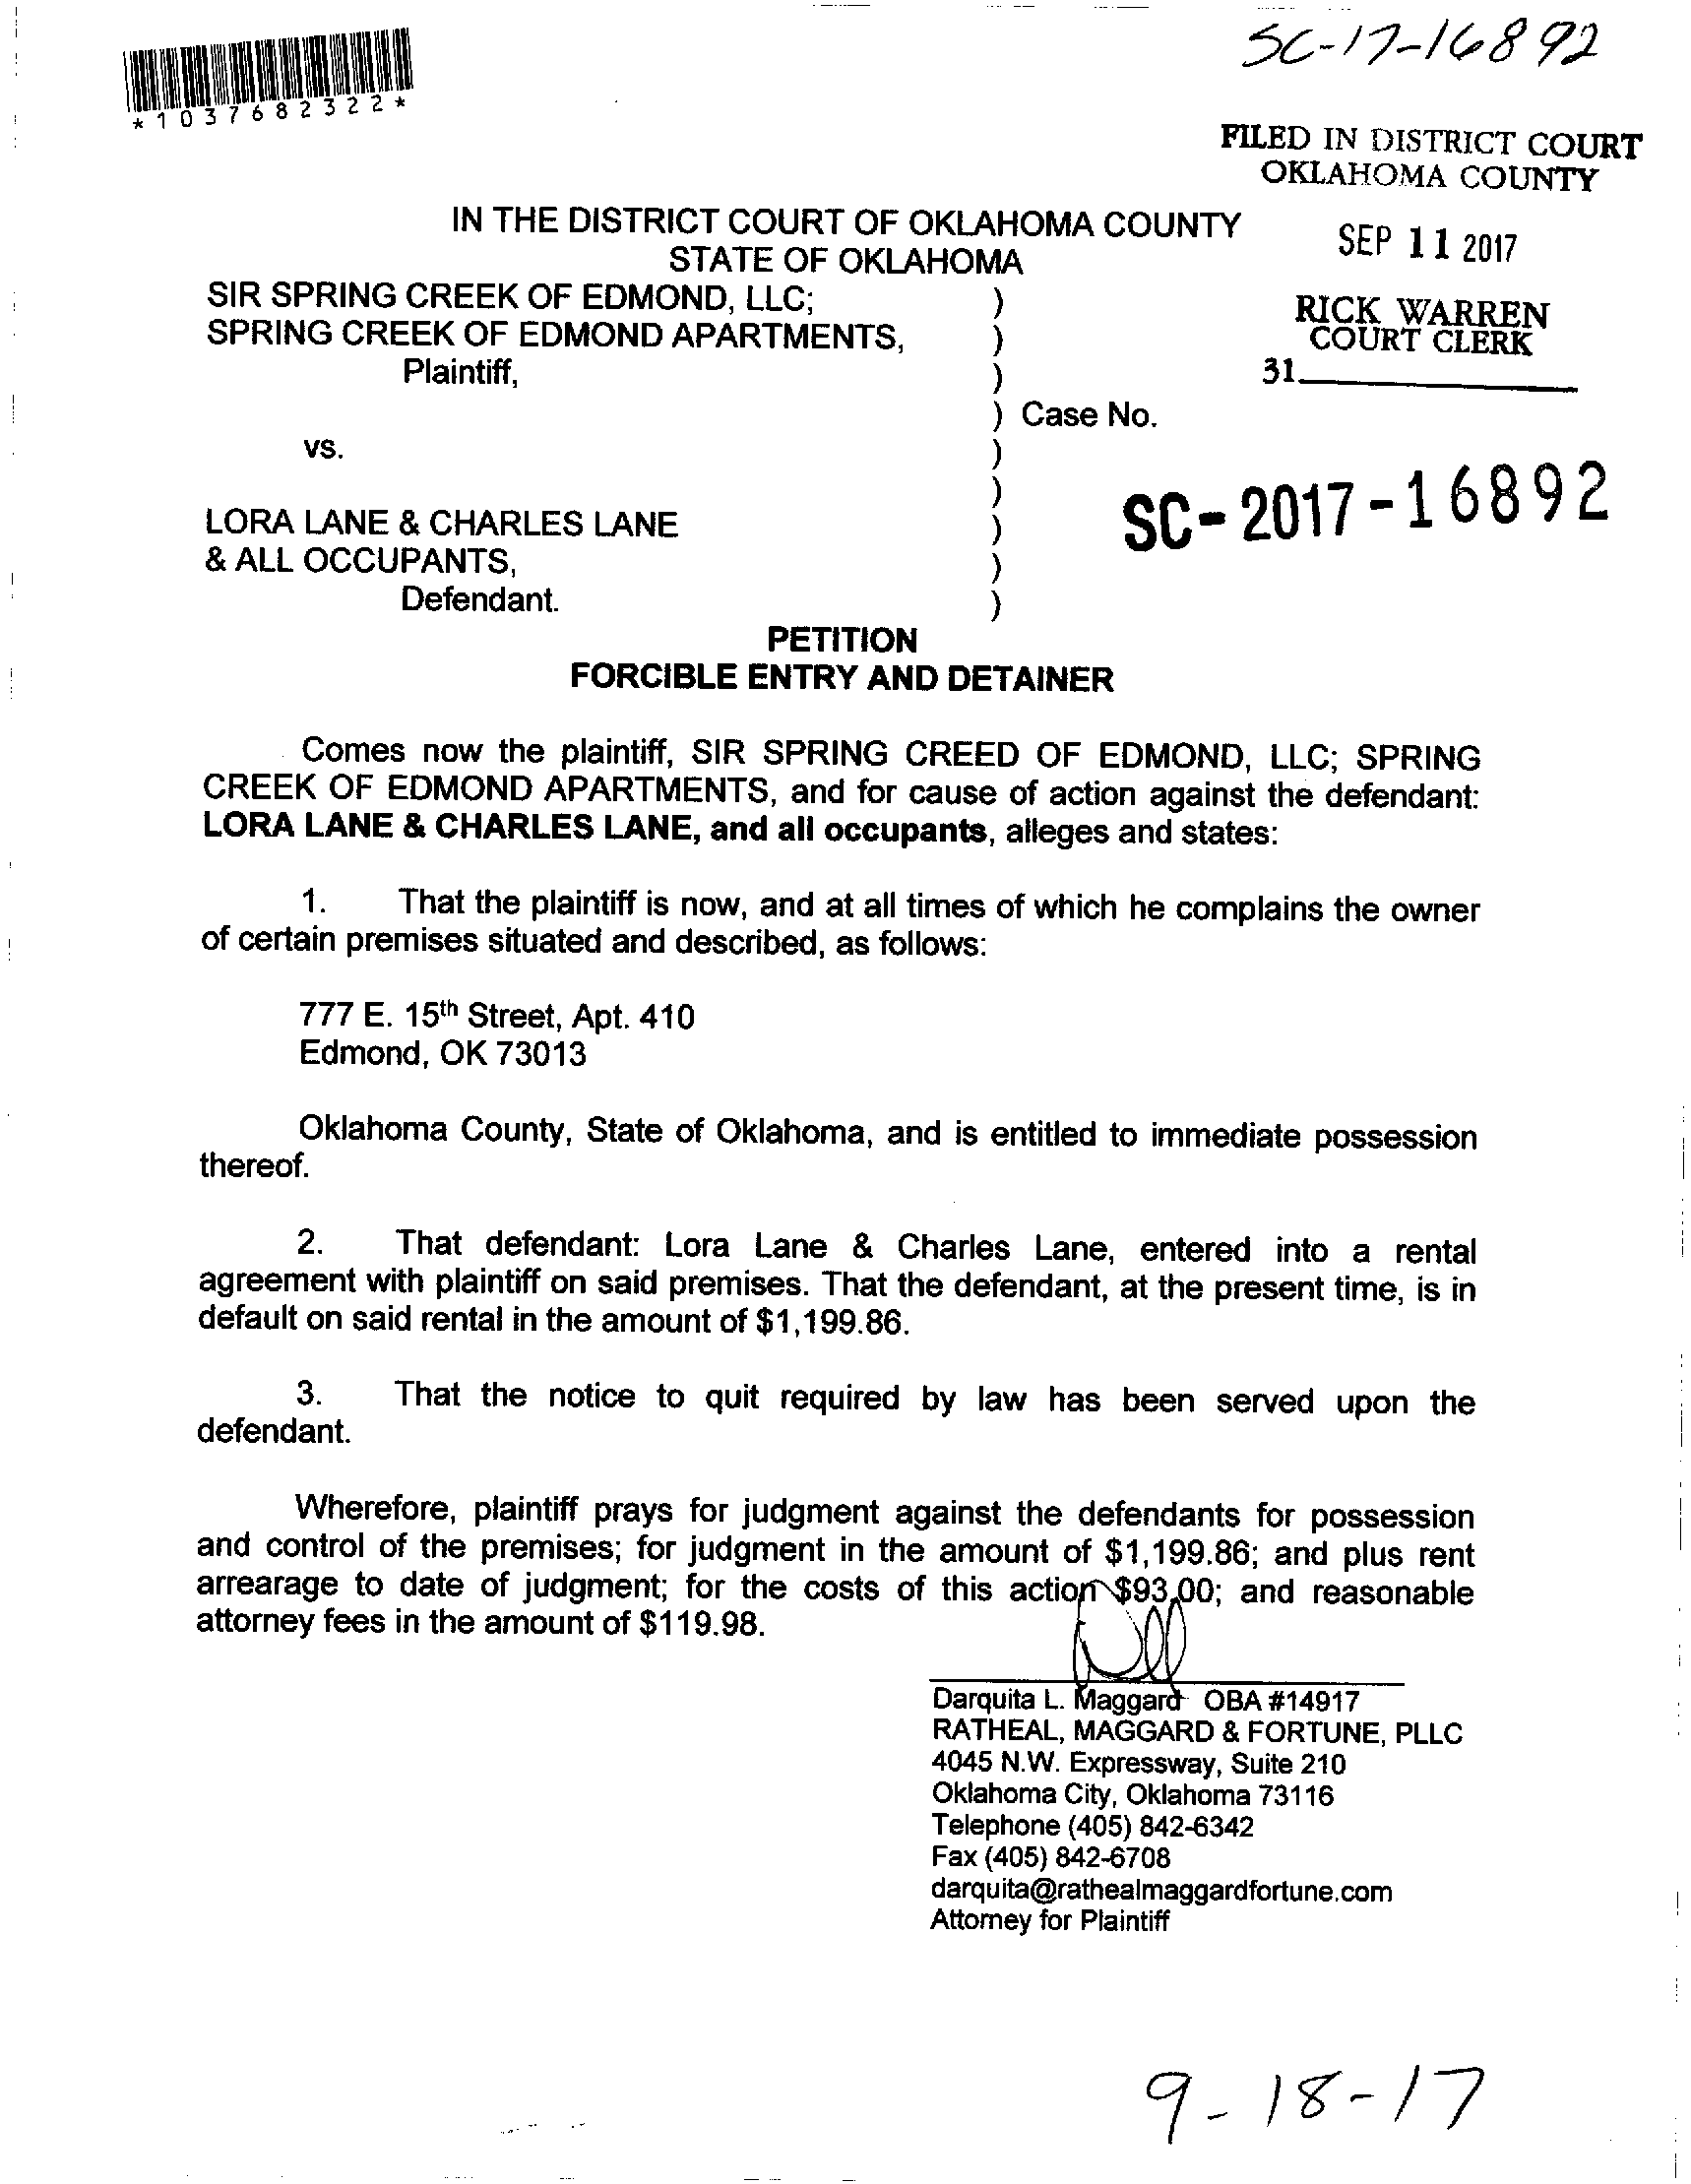 SC-17-16892
*1037682322*
FILED IN DISTRICT COURT
OKLAHOMA COUNTY
IN THE DISTRICT COURT OF OKLAHOMA COUNTY
STATE OF OKLAHOMA
SEP 11 2017
SIR SPRING CREEK OF EDMOND, LLC; )
SPRING CREEK OF EDMOND APARTMENTS, )
Plaintiff, )
RICK WARREN
COURT CLERK
31
) Case No.
vs. )
)
SC-2017-16892
LORA LANE & CHARLES LANE )
& ALL OCCUPANTS, )
Defendant. )
PETITION
FORCIBLE ENTRY AND DETAINER
Comes now the plaintiff, SIR SPRING CREED OF EDMOND, LLC; SPRING
CREEK OF EDMOND APARTMENTS, and for cause of action against the defendant:
LORA LANE & CHARLES LANE, and all occupants, alleges and states:
1. That the plaintiff is now, and at all times of which he complains the owner
of certain premises situated and described, as follows:
777 E. 15th Street, Apt. 410
Edmond, OK 73013
Oklahoma County, State of Oklahoma, and is entitled to immediate possession
thereof.
2. That defendant: Lora Lane & Charles Lane, entered into a rental
agreement with plaintiff on said premises. That the defendant, at the present time, is in
default on said rental in the amount of $1,199.86.
3. That the notice to quit required by law has been served upon the
defendant.
Wherefore, plaintiff prays for judgment against the defendants for possession
and control of the premises; for judgment in the amount of $1,199.86; and plus rent
arrearage to date of judgment; for the costs of this action $93.00; and reasonable
attorney fees in the amount of $119.98.
Darquita L. Maggard OBA #14917
RATHEAL, MAGGARD & FORTUNE, PLLC
4045 N.W. Expressway, Suite 210
Oklahoma City, Oklahoma 73116
Telephone (405) 842-6342
Fax (405) 842-6708
darquita@rathealmaggardfortune.com
Attorney for Plaintiff
9-18-17